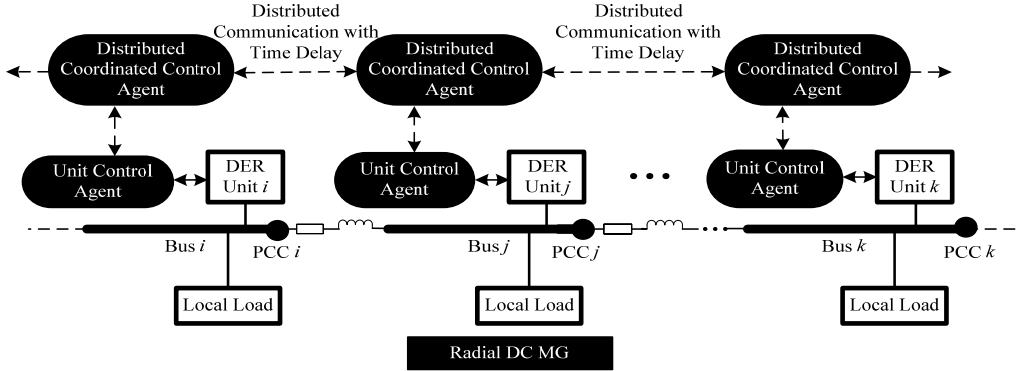 Distributed
Communication with
Time Delay
Distributed
Communication with
Time Delay
Distributed
Coordinated Control
Agent
Distributed
Coordinated Control
Agent
Distributed
Coordinated Control
Agent
Unit Control
Agent
DER
Unit i
Unit Control
Agent
DER
Unit j
Unit Control
Agent
DER
Unit k
Bus i
PCC i
Bus j
PCC j
Bus k
PCC k
Local Load
Local Load
Local Load
Radial DC MG